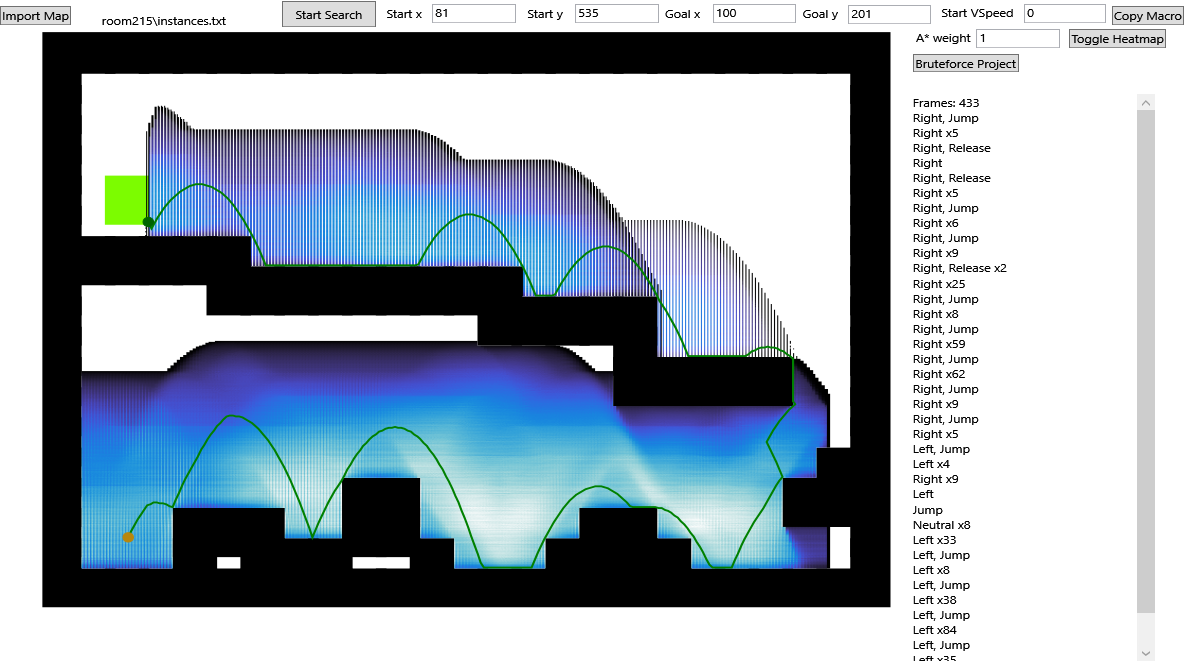 Import Map
room215\instances.txt
Start Search
Start x 81
Start y 535
Goal x 100
Goal y 201
Start VSpeed 0
Copy Macro
A* weight 1
Toggle Heatmap
Bruteforce Project
Frames: 433
Right, Jump
Right x5
Right, Release
Right
Right, Release
Right x5
Right, Jump
Right x6
Right, Jump
Right x9
Right, Release x2
Right x25
Right, Jump
Right x8
Right, Jump
Right x59
Right, Jump
Right x62
Right, Jump
Right x9
Right, Jump
Right x5
Left, Jump
Left x4
Right x9
Left
Jump
Neutral x8
Left x33
Left, Jump
Left x8
Left, Jump
Left x38
Left, Jump
Left x84
Left, Jump
Left x35